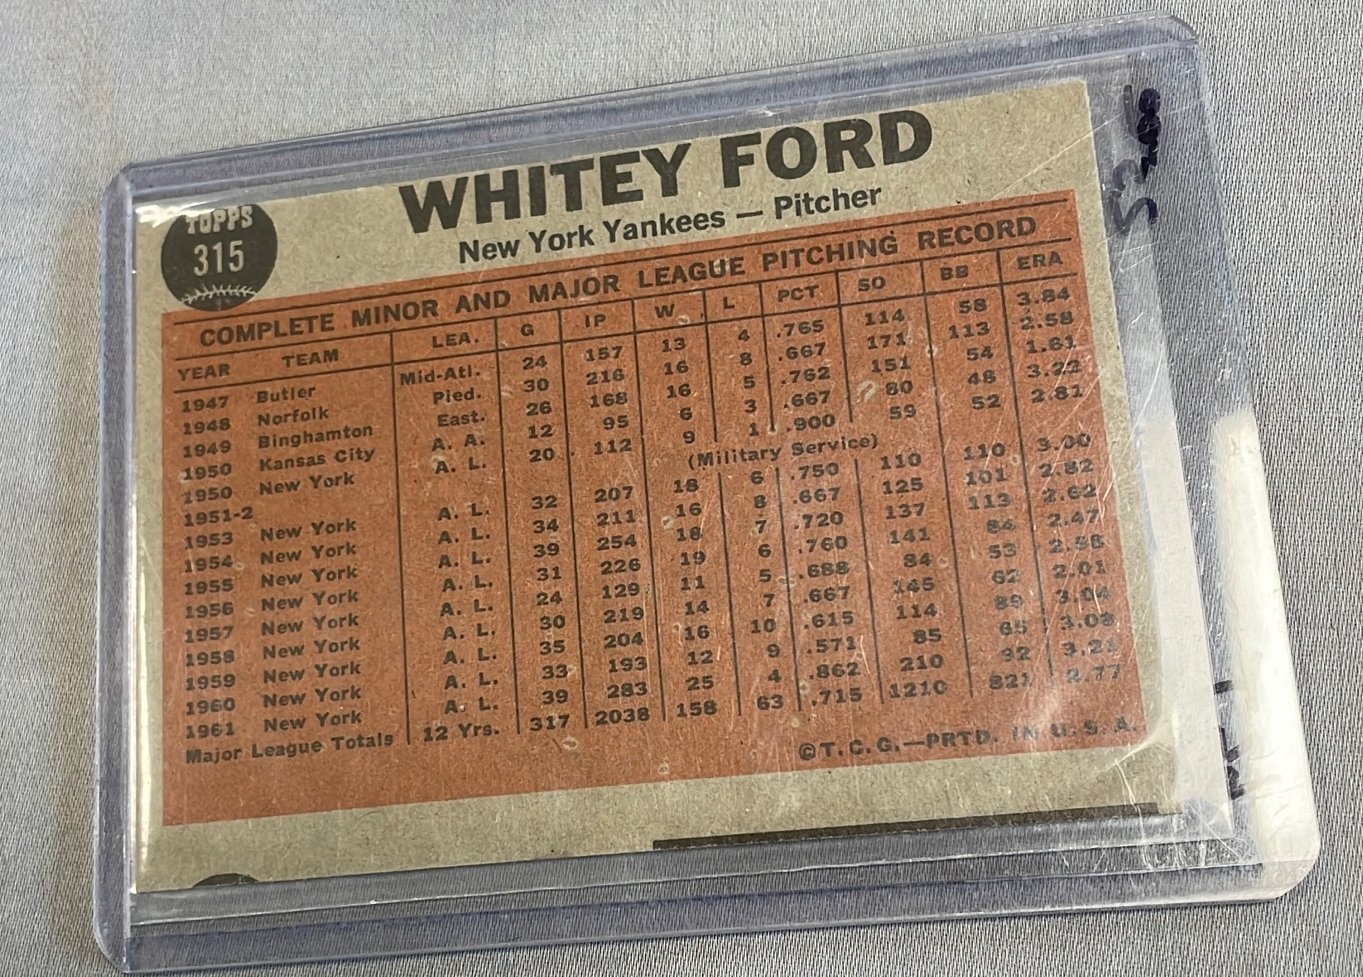 WHITEY FORD
New York Yankees — Pitcher
TOPPS
315
COMPLETE MINOR AND MAJOR LEAGUE PITCHING RECORD
YEAR TEAM LEA. G IP W L PCT SO BB ERA
1947 Butler Mid-Atl. 24 157 13 4 .765 114 58 3.84
1948 Norfolk Pied. 30 216 16 8 .667 171 113 2.58
1949 Binghamton East. 26 168 16 5 .762 151 54 1.61
1950 Kansas City A. A. 12 95 6 3 .667 80 48 3.22
1950 New York A. L. 20 112 9 1 .900 59 52 2.81
1951-2 (Military Service)
1953 New York A. L. 32 207 18 6 .750 110 110 3.00
1954 New York A. L. 34 211 16 8 .667 125 101 2.82
1955 New York A. L. 39 254 18 7 .720 137 113 2.62
1956 New York A. L. 31 226 19 6 .760 141 84 2.47
1957 New York A. L. 24 129 11 5 .688 84 53 2.58
1958 New York A. L. 30 219 14 7 .667 145 62 2.01
1959 New York A. L. 35 204 16 10 .615 114 89 3.04
1960 New York A. L. 33 193 12 9 .571 85 65 3.08
1961 New York A. L. 39 283 25 4 .862 210 92 3.21
Major League Totals 12 Yrs. 317 2038 158 63 .715 1210 821 2.77
©T. C. G.—PRTD. IN U. S. A.